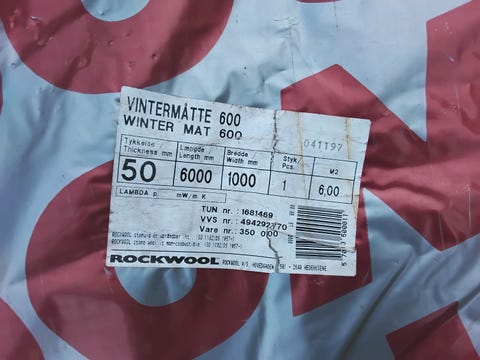 VINTERMÅTTE 600
WINTER MAT 600
041197
Tykkelse Længde Bredde Styk M2
Thickness mm Length mm Width mm Pcs.
50 6000 1000 1 6,00
LAMBDA p. mW/m K
TUN nr.: 1681469
VVS nr.: 494292770
Vare nr.: 350 000
ROCKWOOL ROCKWOOL A/S, HOVEDGADEN 501 - 2640 HEDEHUSENE